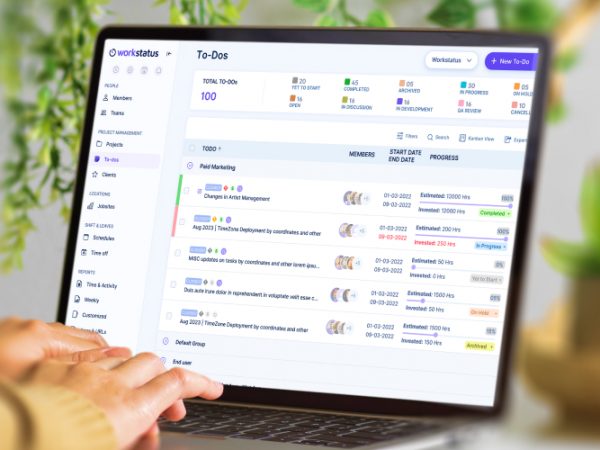 workstatus
To-Dos
Workstatus
+ New To-Do
TOTAL TO-DOs
100
20
YET TO START
45
COMPLETED
05
ARCHIVED
30
IN PROGRESS
05
ON HOLD
16
OPEN
16
IN DISCUSSION
16
IN DEVELOPMENT
16
QA REVIEW
10
PEOPLE
Members
Teams
PROJECT MANAGEMENT
Projects
To-dos
Clients
LOCATIONS
Jobsites
SHIFT & LEAVES
Schedules
Time off
REPORTS
Time & Activity
Weekly
Customized
& URLs
Filters
Search
Kanban View
TODO
MEMBERS
START DATE
END DATE
PROGRESS
Paid Marketing
Changes in Artist Management
01-03-2022
09-03-2022
Estimated: 12000 Hrs
100%
Invested: 12000 Hrs
Completed
Aug 2023 | TimeZone Deployment by coordinates and other
01-03-2022
09-03-2022
Estimated: 200 Hrs
100%
Invested: 250 Hrs
In Progress
MISC updates on tasks by coordinates and other lorem ipsu...
01-03-2022
05-03-2022
Estimated: 50 Hrs
Invested: 0 Hrs
Yet to Start
Duis aute irure dolor in reprehenderit in voluptate velit esse c...
01-03-2022
09-03-2022
Estimated: 1500 Hrs
Invested: 50 Hrs
On Hold
Aug 2023 | TimeZone Deployment by coordinates and other
01-03-2022
09-03-2022
Estimated: 1500 Hrs
Invested: 150 Hrs
Archived
Default Group
End user